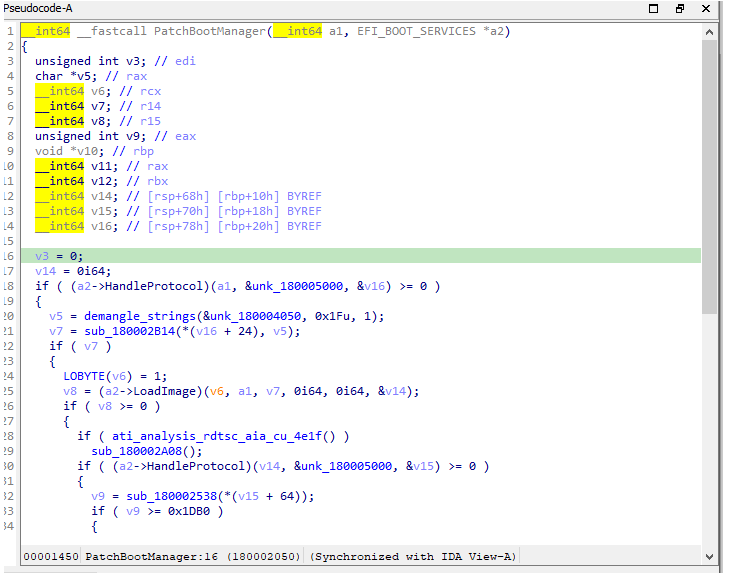 Pseudocode-A
1 __int64 __fastcall PatchBootManager(__int64 a1, EFI_BOOT_SERVICES *a2)
2 {
3 unsigned int v3; // edi
4 char *v5; // rax
5 __int64 v6; // rcx
6 __int64 v7; // r14
7 __int64 v8; // r15
8 unsigned int v9; // eax
9 void *v10; // rbp
10 __int64 v11; // rax
11 __int64 v12; // rbx
12 __int64 v14; // [rsp+68h] [rbp+10h] BYREF
13 __int64 v15; // [rsp+70h] [rbp+18h] BYREF
14 __int64 v16; // [rsp+78h] [rbp+20h] BYREF
15
16 v3 = 0;
17 v14 = 0i64;
18 if ( (a2->HandleProtocol)(a1, &unk_180005000, &v16) >= 0 )
19 {
20 v5 = demangle_strings(&unk_180004050, 0x1Fu, 1);
21 v7 = sub_180002B14(*(v16 + 24), v5);
22 if ( v7 )
23 {
24 LOBYTE(v6) = 1;
25 v8 = (a2->LoadImage)(v6, a1, v7, 0i64, 0i64, &v14);
26 if ( v8 >= 0 )
27 {
28 if ( ati_analysis_rdtsc_aia_cu_4e1f() )
29 sub_180002A08();
30 if ( (a2->HandleProtocol)(v14, &unk_180005000, &v15) >= 0 )
31 {
32 v9 = sub_180002538(*(v15 + 64));
33 if ( v9 >= 0x1DB0 )
34 {
00001450 PatchBootManager:16 (180002050) (Synchronized with IDA View-A)